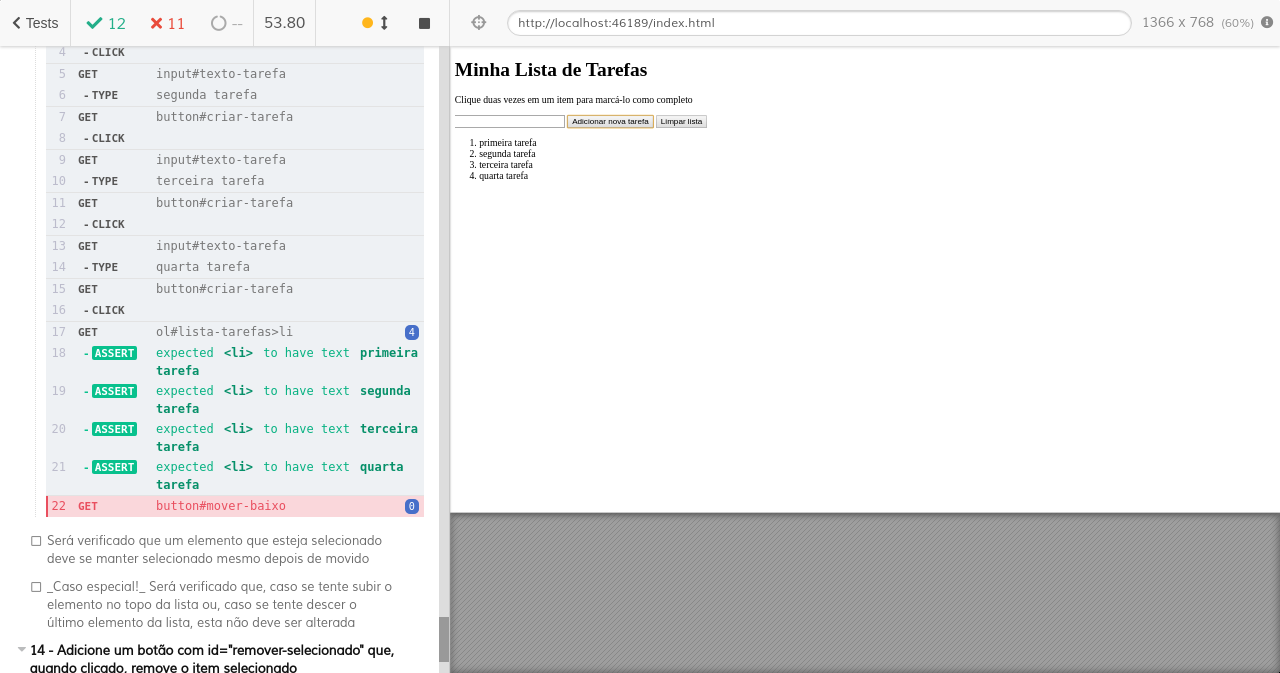 Tests 12 11 -- 53.80 http://localhost:46189/index.html 1366 x 768 (60%)
4 - CLICK
5 GET input#texto-tarefa
6 - TYPE segunda tarefa
7 GET button#criar-tarefa
8 - CLICK
9 GET input#texto-tarefa
10 - TYPE terceira tarefa
11 GET button#criar-tarefa
12 - CLICK
13 GET input#texto-tarefa
14 - TYPE quarta tarefa
15 GET button#criar-tarefa
16 - CLICK
17 GET ol#lista-tarefas>li 4
18 - ASSERT expected <li> to have text primeira
tarefa
19 - ASSERT expected <li> to have text segunda
tarefa
20 - ASSERT expected <li> to have text terceira
tarefa
21 - ASSERT expected <li> to have text quarta
tarefa
22 GET button#mover-baixo 0
Será verificado que um elemento que esteja selecionado
deve se manter selecionado mesmo depois de movido
_Caso especial!_ Será verificado que, caso se tente subir o
elemento no topo da lista ou, caso se tente descer o
último elemento da lista, esta não deve ser alterada
14 - Adicione um botão com id="remover-selecionado" que,
quando clicado, remove o item selecionado
Minha Lista de Tarefas
Clique duas vezes em um item para marcá-lo como completo
Adicionar nova tarefa Limpar lista
1. primeira tarefa
2. segunda tarefa
3. terceira tarefa
4. quarta tarefa